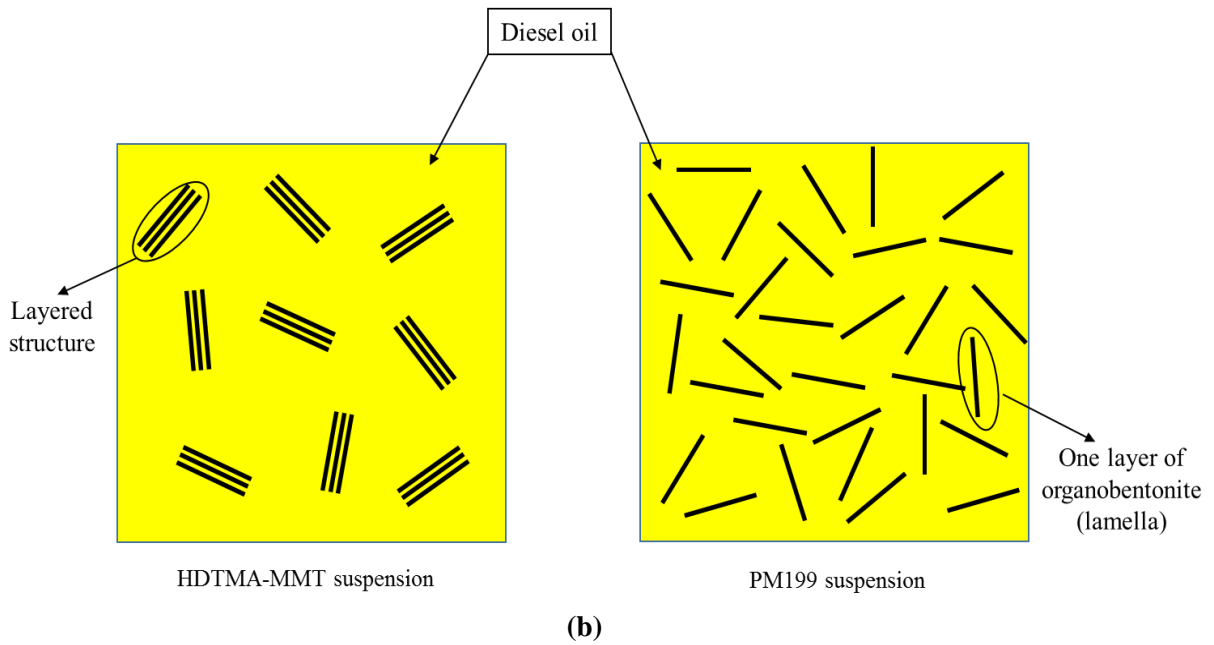 Diesel oil
Layered
structure
One layer of
organobentonite
(lamella)
HDTMA-MMT suspension
PM199 suspension
(b)